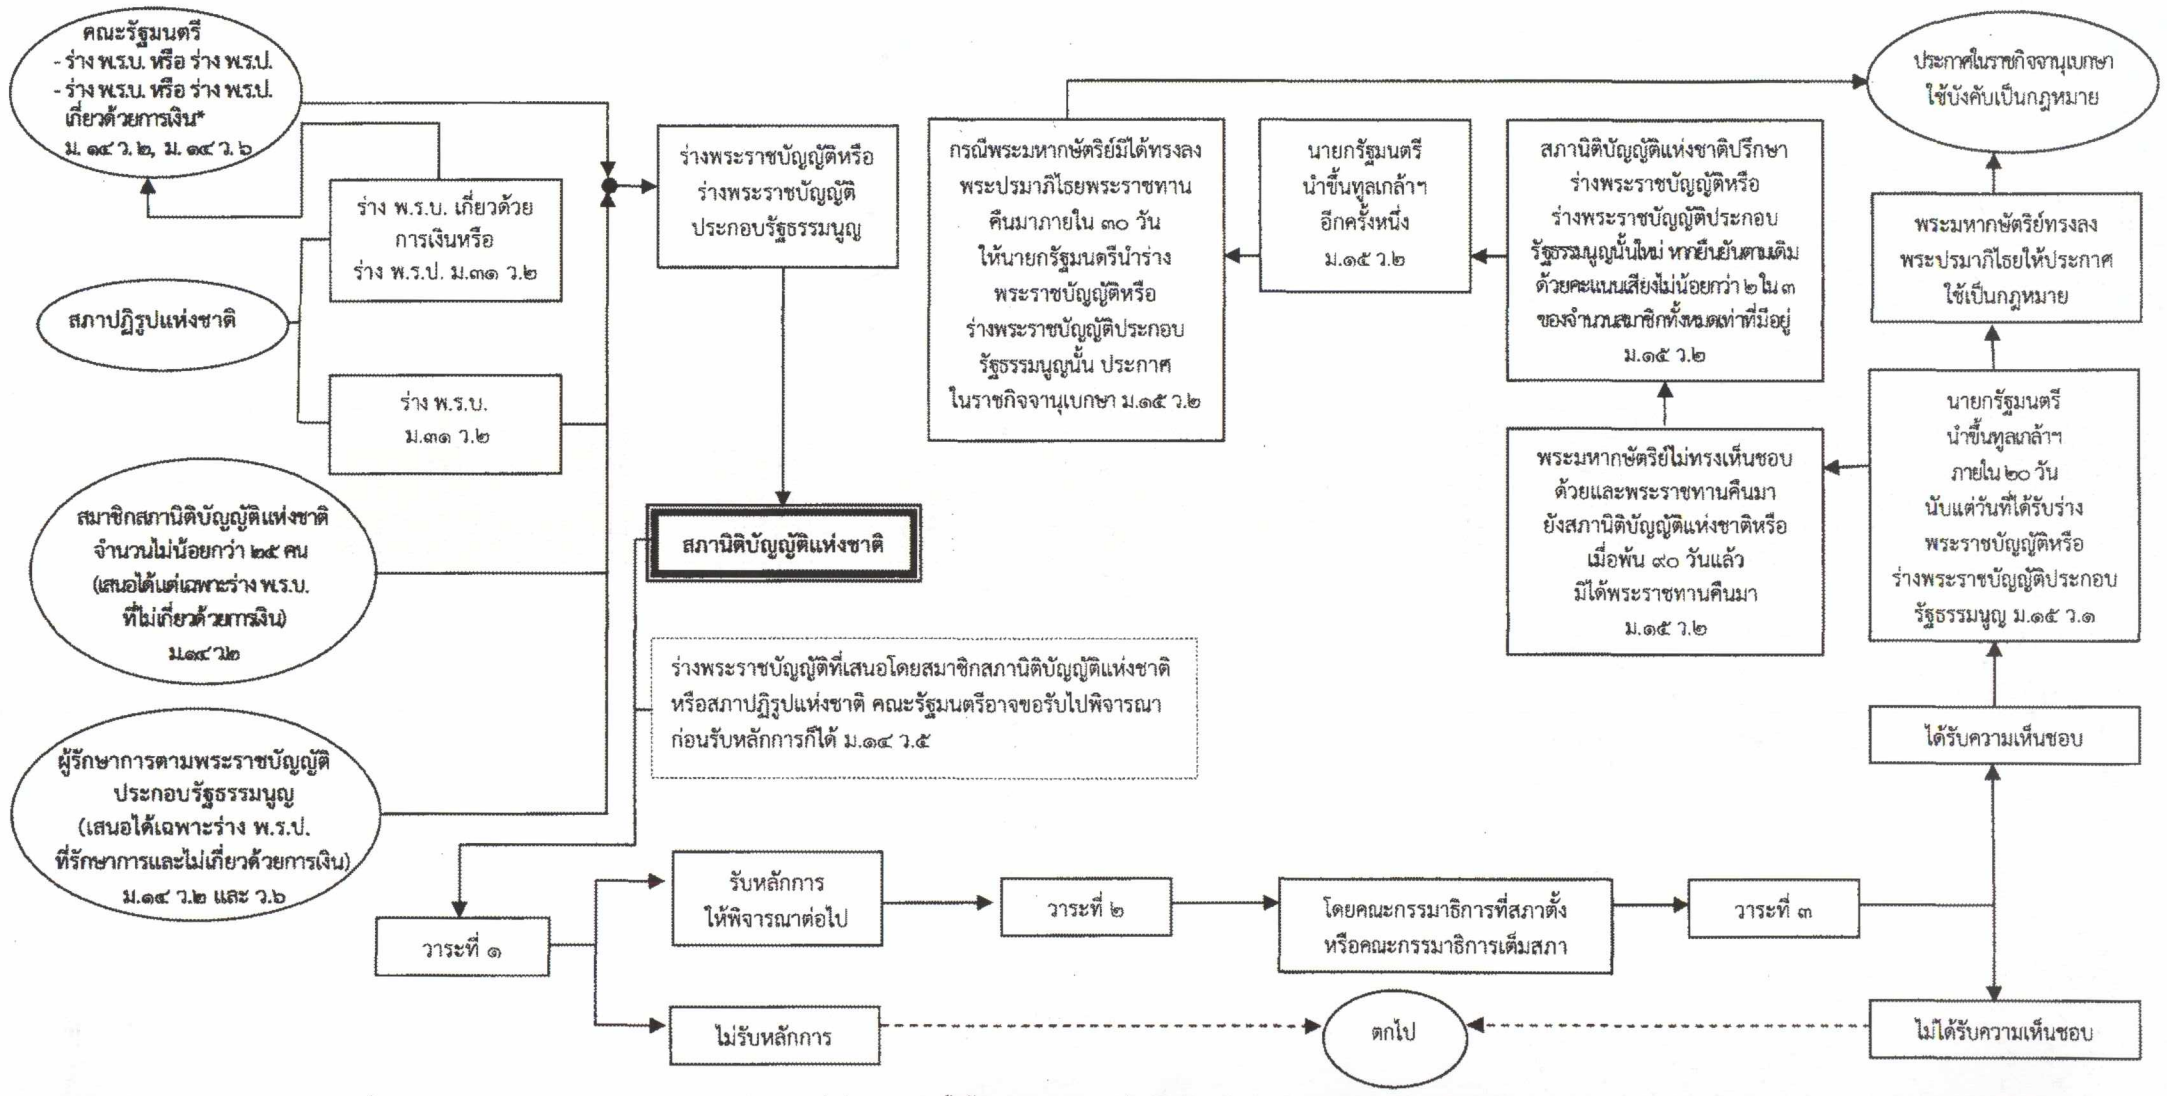 คณะรัฐมนตรี
- ร่าง พ.ร.บ. หรือ ร่าง พ.ร.ป.
- ร่าง พ.ร.บ. หรือ ร่าง พ.ร.ป.
เกี่ยวด้วยการเงิน*
ม. ๑๔ ว. ๒, ม. ๑๔ ว. ๖
ร่าง พ.ร.บ. เกี่ยวด้วย
การเงินหรือ
ร่าง พ.ร.ป. ม.๓๑ ว.๒
สภาปฏิรูปแห่งชาติ
ร่าง พ.ร.บ.
ม.๓๑ ว.๒
สมาชิกสภานิติบัญญัติแห่งชาติ
จำนวนไม่น้อยกว่า ๒๕ คน
(เสนอได้แต่เฉพาะร่าง พ.ร.บ.
ที่ไม่เกี่ยวด้วยการเงิน)
ม.๑๔ ว.๒
ผู้รักษาการตามพระราชบัญญัติ
ประกอบรัฐธรรมนูญ
(เสนอได้เฉพาะร่าง พ.ร.ป.
ที่รักษาการและไม่เกี่ยวด้วยการเงิน)
ม.๑๔ ว.๒ และ ว.๖
ร่างพระราชบัญญัติหรือ
ร่างพระราชบัญญัติ
ประกอบรัฐธรรมนูญ
สภานิติบัญญัติแห่งชาติ
ร่างพระราชบัญญัติที่เสนอโดยสมาชิกสภานิติบัญญัติแห่งชาติ
หรือสภาปฏิรูปแห่งชาติ คณะรัฐมนตรีอาจขอรับไปพิจารณา
ก่อนรับหลักการก็ได้ ม.๑๔ ว.๕
วาระที่ ๑
รับหลักการ
ให้พิจารณาต่อไป
ไม่รับหลักการ
วาระที่ ๒
โดยคณะกรรมาธิการที่สภาตั้ง
หรือคณะกรรมาธิการเต็มสภา
วาระที่ ๓
ตกไป
ไม่ได้รับความเห็นชอบ
ได้รับความเห็นชอบ
นายกรัฐมนตรี
นำขึ้นทูลเกล้าฯ
ภายใน ๒๐ วัน
นับแต่วันที่ได้รับร่าง
พระราชบัญญัติหรือ
ร่างพระราชบัญญัติประกอบ
รัฐธรรมนูญ ม.๑๕ ว.๑
พระมหากษัตริย์ทรงลง
พระปรมาภิไธยให้ประกาศ
ใช้เป็นกฎหมาย
ประกาศในราชกิจจานุเบกษา
ใช้บังคับเป็นกฎหมาย
พระมหากษัตริย์ไม่ทรงเห็นชอบ
ด้วยและพระราชทานคืนมา
ยังสภานิติบัญญัติแห่งชาติหรือ
เมื่อพ้น ๙๐ วันแล้ว
มิได้พระราชทานคืนมา
ม.๑๕ ว.๒
สภานิติบัญญัติแห่งชาติปรึกษา
ร่างพระราชบัญญัติหรือ
ร่างพระราชบัญญัติประกอบ
รัฐธรรมนูญนั้นใหม่ หากยืนยันตามเดิม
ด้วยคะแนนเสียงไม่น้อยกว่า ๒ ใน ๓
ของจำนวนสมาชิกทั้งหมดเท่าที่มีอยู่
ม.๑๕ ว.๒
นายกรัฐมนตรี
นำขึ้นทูลเกล้าฯ
อีกครั้งหนึ่ง
ม.๑๕ ว.๒
กรณีพระมหากษัตริย์มิได้ทรงลง
พระปรมาภิไธยพระราชทาน
คืนมาภายใน ๓๐ วัน
ให้นายกรัฐมนตรีนำร่าง
พระราชบัญญัติหรือ
ร่างพระราชบัญญัติประกอบ
รัฐธรรมนูญนั้น ประกาศ
ในราชกิจจานุเบกษา ม.๑๕ ว.๒